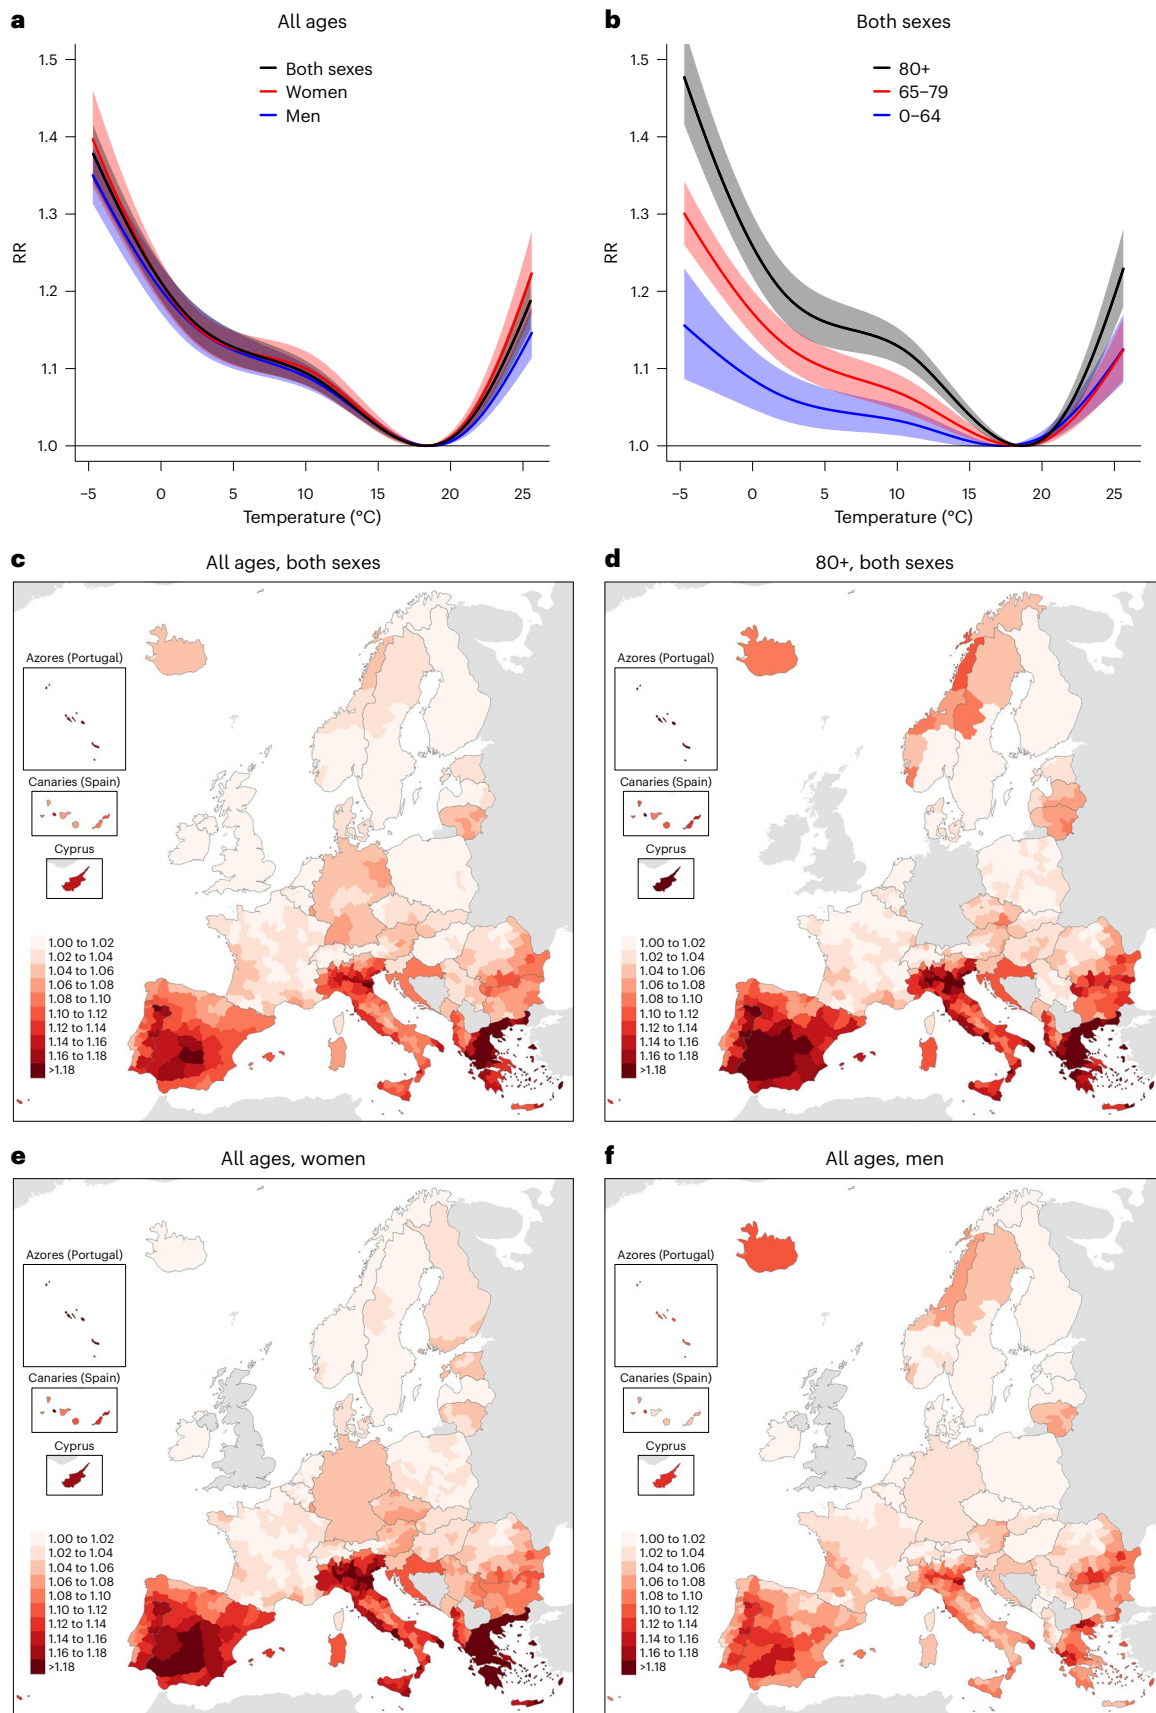 a
All ages
1.5
1.4
1.3
1.2
1.1
1.0
RR
Both sexes
Women
Men
−5
0
5
10
15
20
25
Temperature (°C)
b
Both sexes
1.5
1.4
1.3
1.2
1.1
1.0
RR
80+
65–79
0–64
−5
0
5
10
15
20
25
Temperature (°C)
c
All ages, both sexes
Azores (Portugal)
Canaries (Spain)
Cyprus
1.00 to 1.02
1.02 to 1.04
1.04 to 1.06
1.06 to 1.08
1.08 to 1.10
1.10 to 1.12
1.12 to 1.14
1.14 to 1.16
1.16 to 1.18
>1.18
d
80+, both sexes
Azores (Portugal)
Canaries (Spain)
Cyprus
1.00 to 1.02
1.02 to 1.04
1.04 to 1.06
1.06 to 1.08
1.08 to 1.10
1.10 to 1.12
1.12 to 1.14
1.14 to 1.16
1.16 to 1.18
>1.18
e
All ages, women
Azores (Portugal)
Canaries (Spain)
Cyprus
1.00 to 1.02
1.02 to 1.04
1.04 to 1.06
1.06 to 1.08
1.08 to 1.10
1.10 to 1.12
1.12 to 1.14
1.14 to 1.16
1.16 to 1.18
>1.18
f
All ages, men
Azores (Portugal)
Canaries (Spain)
Cyprus
1.00 to 1.02
1.02 to 1.04
1.04 to 1.06
1.06 to 1.08
1.08 to 1.10
1.10 to 1.12
1.12 to 1.14
1.14 to 1.16
1.16 to 1.18
>1.18